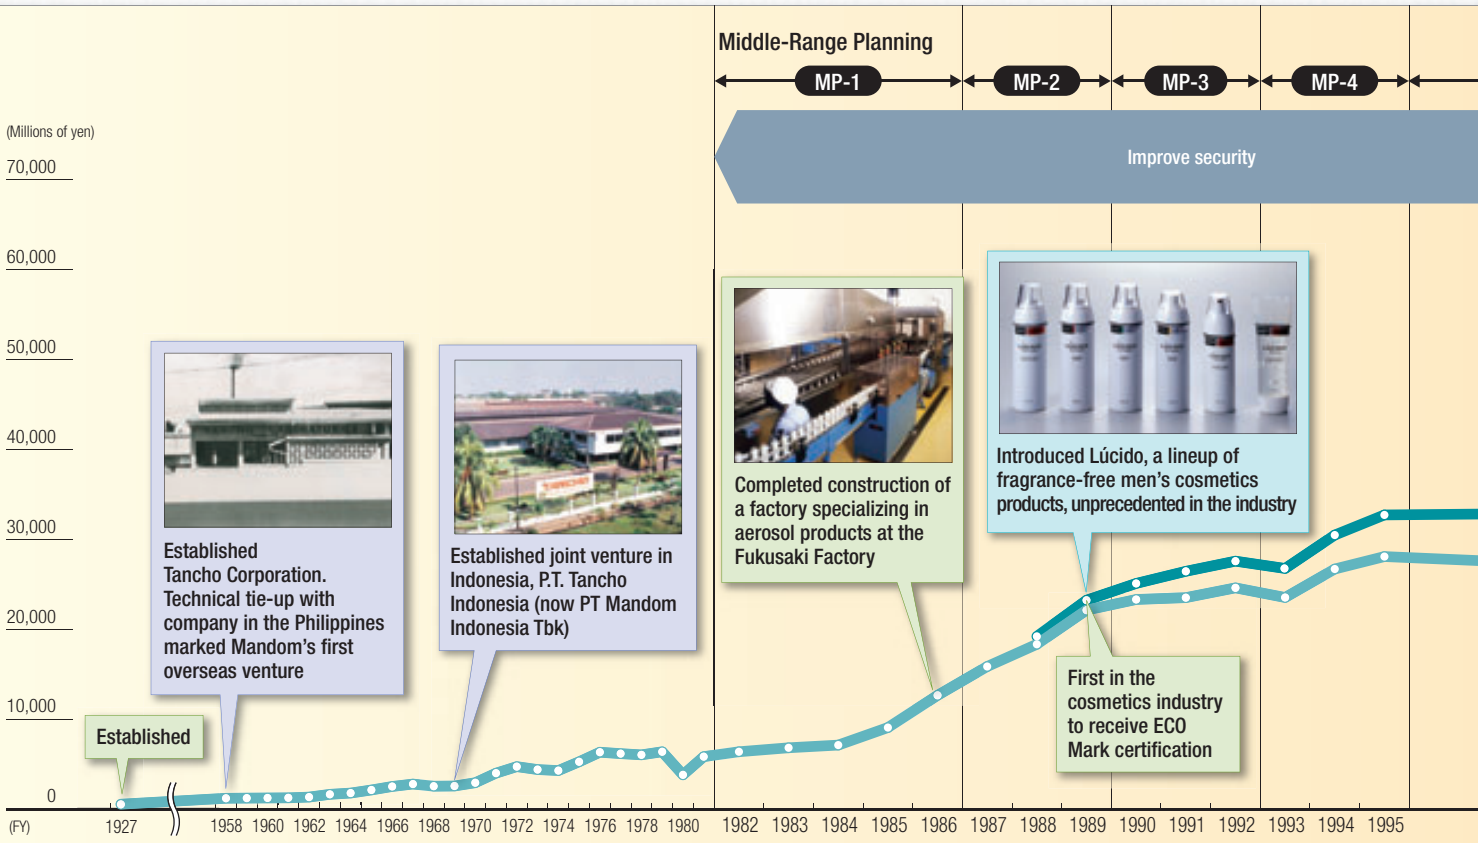 Middle-Range Planning
MP-1
MP-2
MP-3
MP-4
Improve security
(Millions of yen)
70,000
60,000
50,000
40,000
30,000
20,000
10,000
0
Established
Established
Tancho Corporation.
Technical tie-up with
company in the Philippines
marked Mandom’s first
overseas venture
TANCHO
Established joint venture in
Indonesia, P.T. Tancho
Indonesia (now PT Mandom
Indonesia Tbk)
Completed construction of
a factory specializing in
aerosol products at the
Fukusaki Factory
Introduced Lúcido, a lineup of
fragrance-free men’s cosmetics
products, unprecedented in the industry
First in the
cosmetics industry
to receive ECO
Mark certification
(FY)
1927 1958 1960 1962 1964 1966 1968 1970 1972 1974 1976 1978 1980 1982 1983 1984 1985 1986 1987 1988 1989 1990 1991 1992 1993 1994 1995